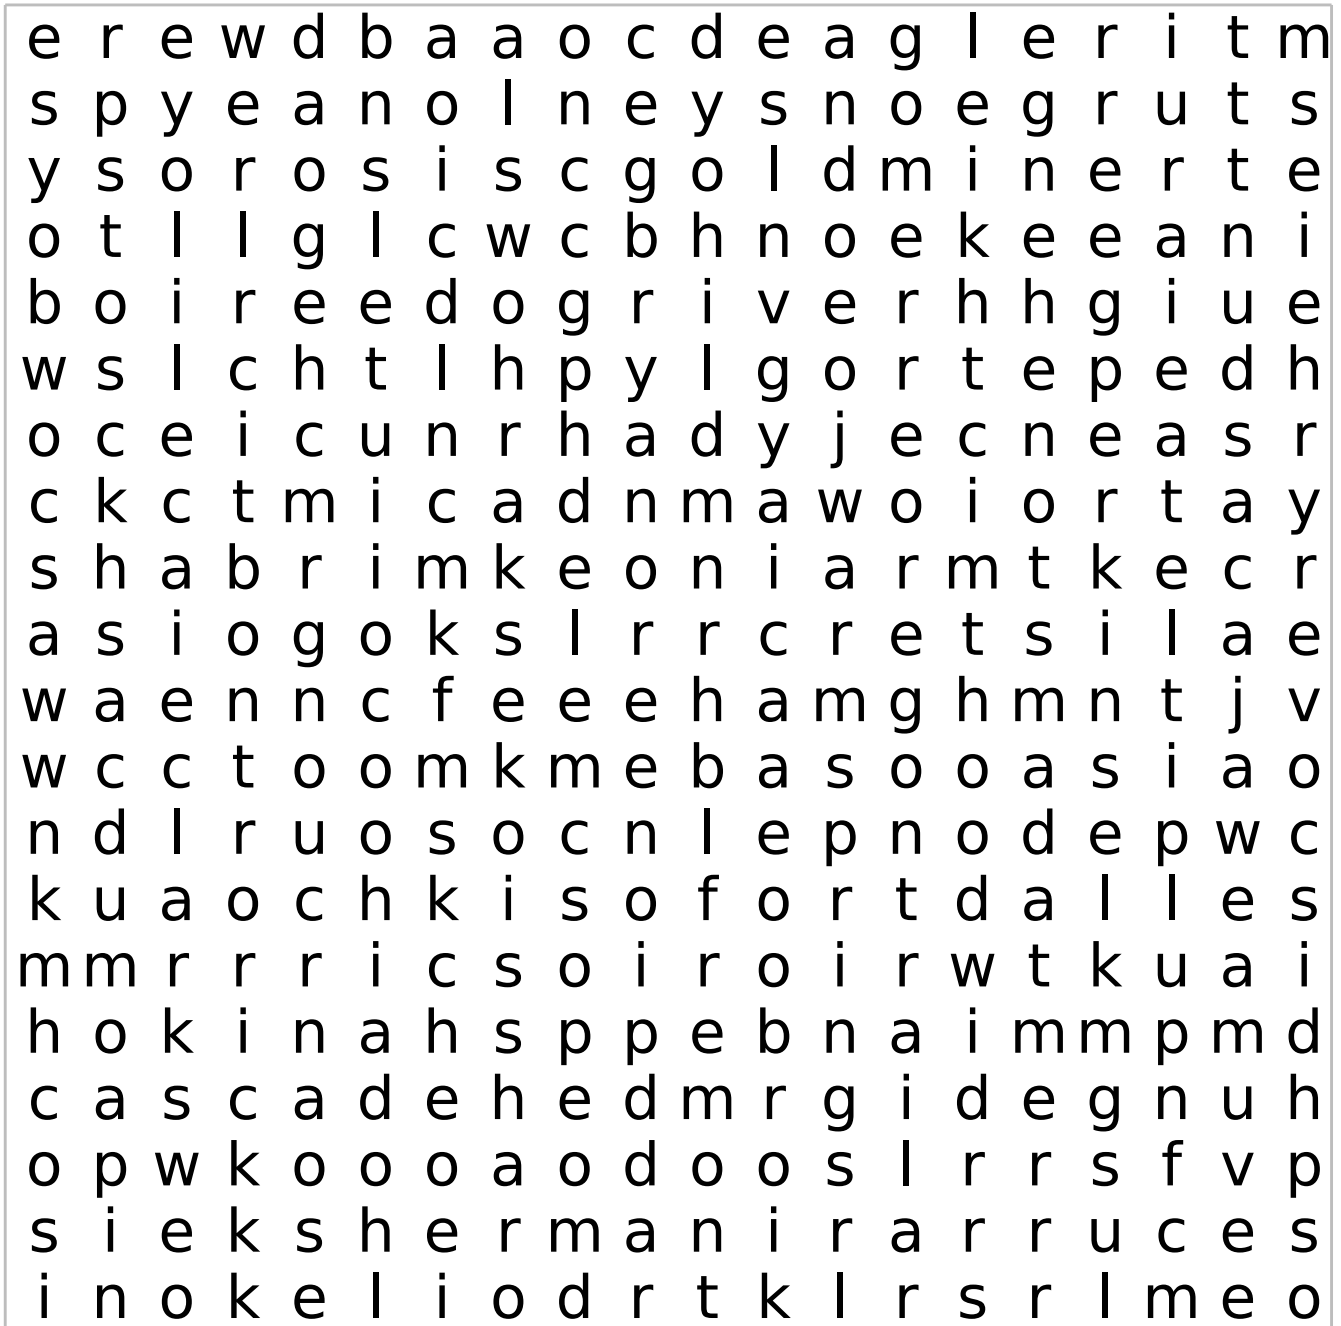 e r e w d b a a o c d e a g l e r i t m
s p y e a n o l n e y s n o e g r u t s
y s o r o s i s c g o l d m i n e r t e
o t l l g l c w c b h n o e k e e a n i
b o i r e e d o g r i v e r h h g i u e
w s l c h t l h p y l g o r t e p e d h
o c e i c u n r h a d y j e c n e a s r
c k c t m i c a d n m a w o i o r t a y
s h a b r i m k e o n i a r m t k e c r
a s i o g o k s l r r c r e t s i l a e
w a e n n c f e e e h a m g h m n t j v
w c c t o o m k m e b a s o o a s i a o
n d l r u o s o c n l e p n o d e p w c
k u a o c h k i s o f o r t d a l l e s
m m r r r i c s o i r o i r w t k u a i
h o k i n a h s p p e b n a i m m p m d
c a s c a d e h e d m r g i d e g n u h
o p w k o o o a o d o o s l r r s f v p
s i e k s h e r m a n i r a r r u c e s
i n o k e l i o d r t k l r s r l m e o